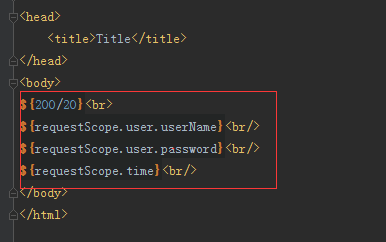 <head>
<title>Title</title>
</head>
<body>
${200/20}<br>
${requestScope.user.userName}<br/>
${requestScope.user.password}<br/>
${requestScope.time}<br/>
</body>
</html>